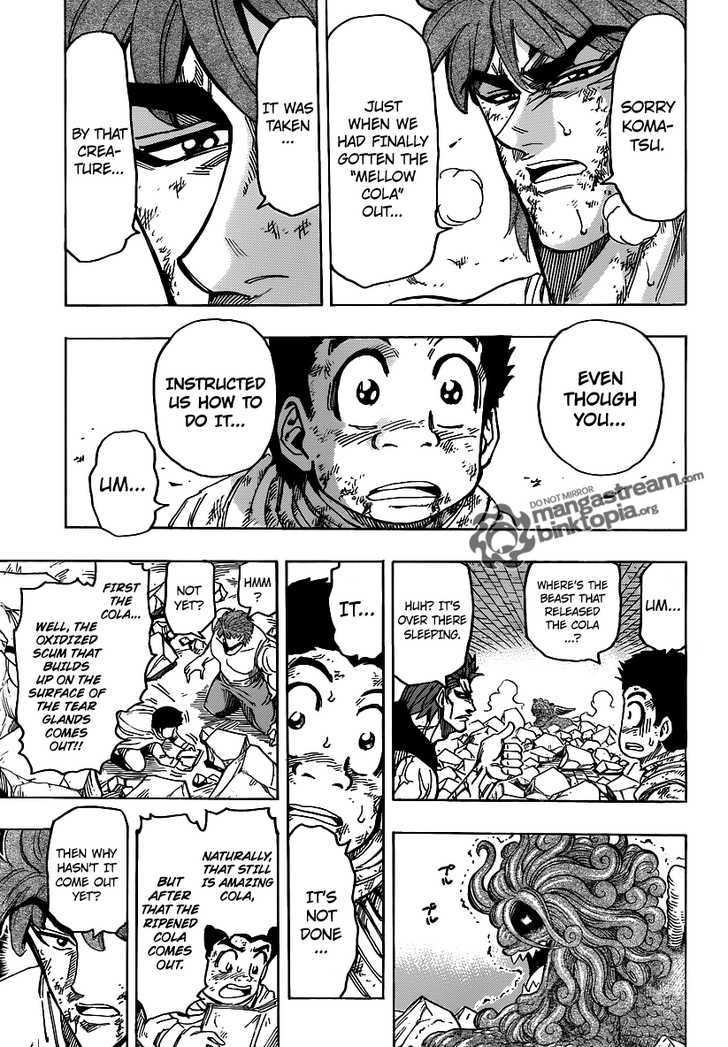 SORRY
KOMA-
TSU.
JUST
WHEN WE
HAD FINALLY
GOTTEN THE
"MELLOW
COLA"
OUT...
IT WAS
TAKEN
...
BY THAT
CREA-
TURE...
EVEN
THOUGH
YOU...
INSTRUCTED
US HOW TO
DO IT...
UM...
DO NOT MIRROR
mangastream.com
binktopia.org
UM...
WHERE'S THE
BEAST THAT
RELEASED
THE COLA
...?
HUH? IT'S
OVER THERE
SLEEPING.
プル
プル
IT...
IT'S
NOT
DONE
...
HMM
?
NOT
YET?
FIRST
THE
COLA...
WELL, THE
OXIDIZED
SCUM THAT
BUILDS
UP ON THE
SURFACE OF
THE TEAR
GLANDS
COMES
OUT!!
NATURALLY,
THAT STILL
IS AMAZING
COLA,
BUT
AFTER
THAT THE
RIPENED
COLA
COMES
OUT.
THEN WHY
HASN'T IT
COME OUT
YET?